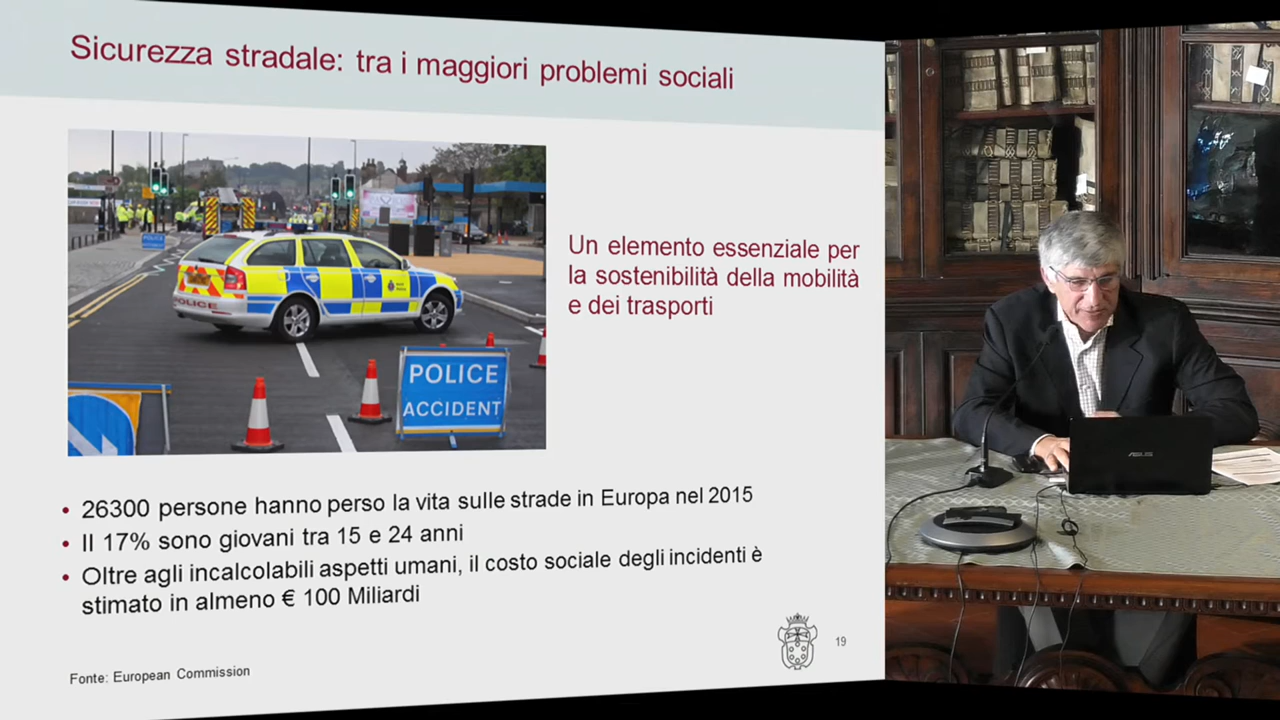 Sicurezza stradale: tra i maggiori problemi sociali
POLICE
POLICE
ACCIDENT
Un elemento essenziale per
la sostenibilità della mobilità
e dei trasporti
• 26300 persone hanno perso la vita sulle strade in Europa nel 2015
• Il 17% sono giovani tra 15 e 24 anni
• Oltre agli incalcolabili aspetti umani, il costo sociale degli incidenti è
stimato in almeno € 100 Miliardi
Fonte: European Commission
19
ASUS